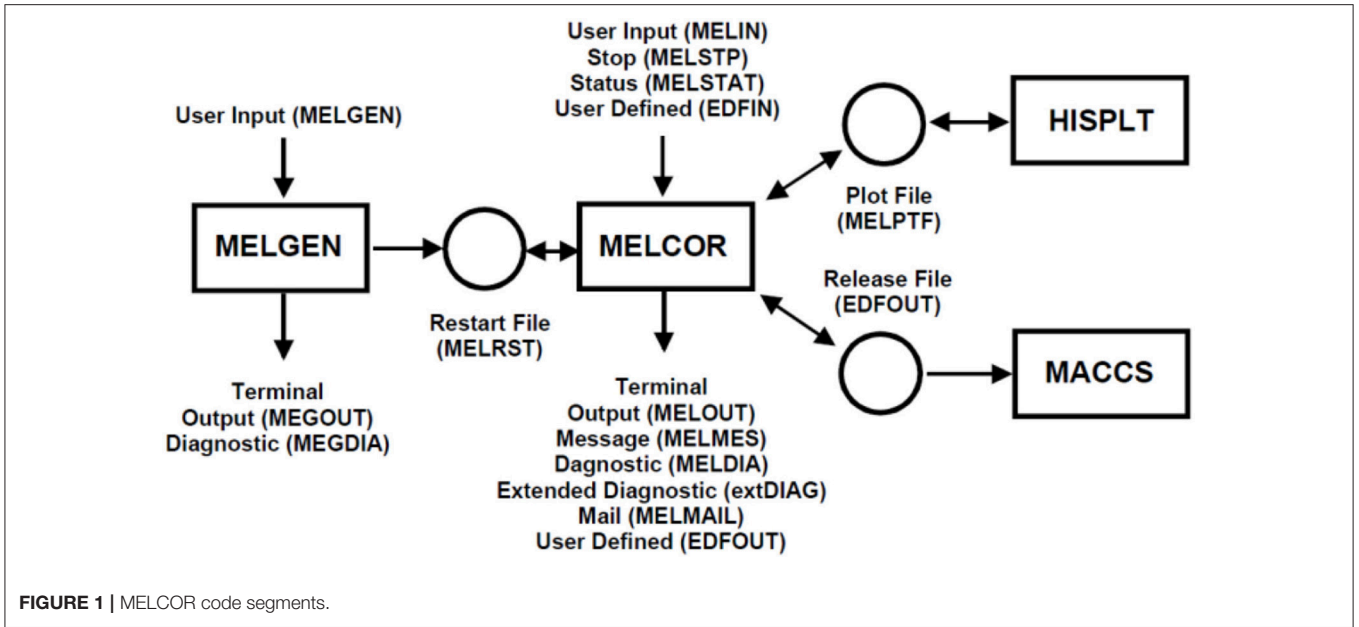 User Input (MELGEN)
MELGEN
Terminal
Output (MEGOUT)
Diagnostic (MEGDIA)
Restart File
(MELRST)
User Input (MELIN)
Stop (MELSTP)
Status (MELSTAT)
User Defined (EDFIN)
MELCOR
Terminal
Output (MELOUT)
Message (MELMES)
Dagnostic (MELDIA)
Extended Diagnostic (extDIAG)
Mail (MELMAIL)
User Defined (EDFOUT)
Plot File
(MELPTF)
HISPLT
Release File
(EDFOUT)
MACCS
FIGURE 1 | MELCOR code segments.